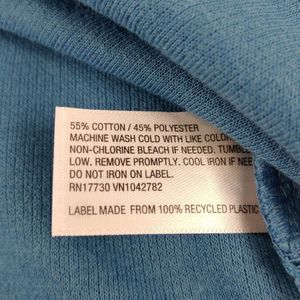 55% COTTON / 45% POLYESTER
MACHINE WASH COLD WITH LIKE COLOR
NON-CHLORINE BLEACH IF NEEDED. TUMBLE
LOW. REMOVE PROMPTLY. COOL IRON IF NEE
DO NOT IRON ON LABEL.
RN17730 VN1042782
LABEL MADE FROM 100% RECYCLED PLASTIC